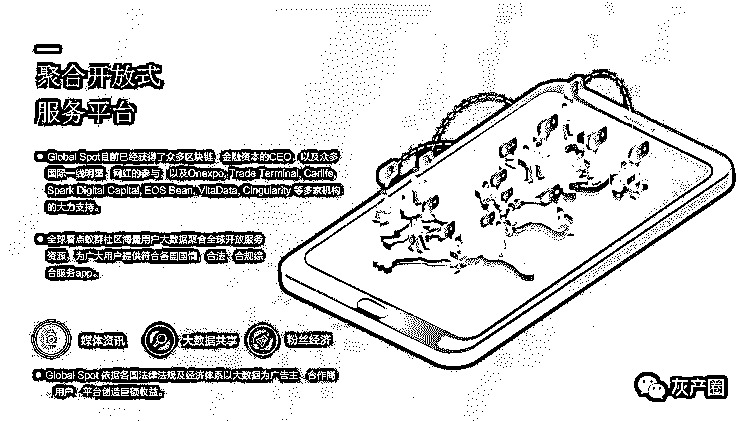 聚合开放式
服务平台
Global Spot目前已经获得了众多区块链、金融资本的CEO，以及众多
国际一线明星、网红的参与，以及Onexpo, Trade Terminal, Carlife,
Spark Digital Capital, EOS Bean, VitaData, Cingularity 等多家机构
的大力支持。
全球看点蚁群社区海量用户大数据聚合全球开放服务
资源，为广大用户提供符合各国国情、合法、合规综
合服务app。
媒体资讯 大数据共享 粉丝经济
Global Spot 依据各国法律法规及经济体系以大数据为广告主、合作商
、用户、平台创造巨额收益。
灰产圈